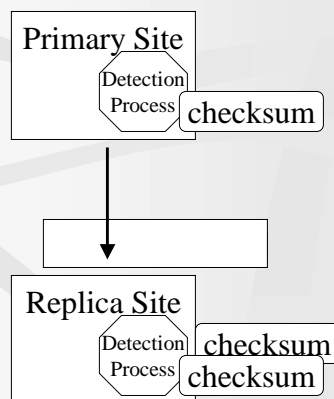 Primary Site
Detection
Process
checksum
Replica Site
Detection
Process
checksum
checksum